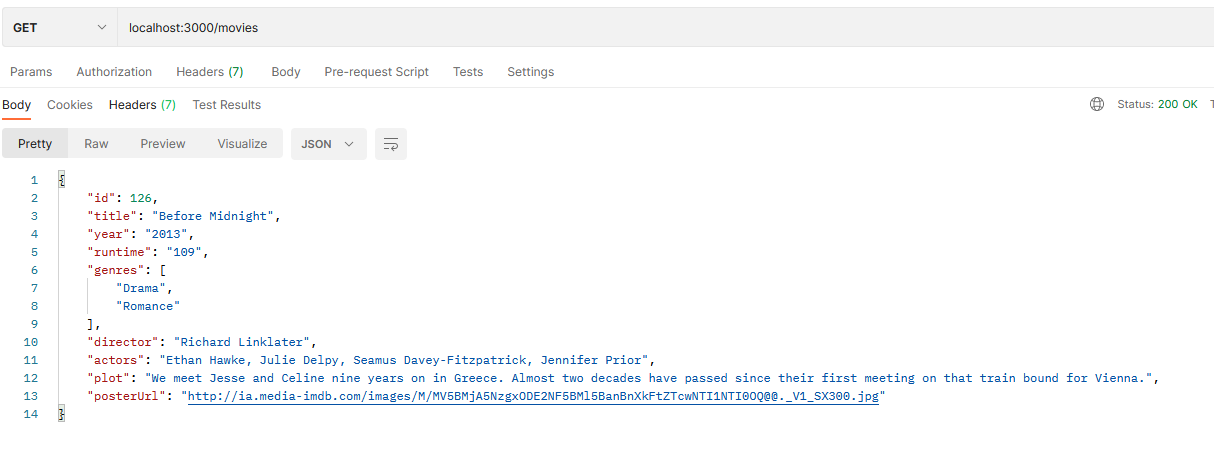 GET localhost:3000/movies
Params Authorization Headers (7) Body Pre-request Script Tests Settings
Body Cookies Headers (7) Test Results Status: 200 OK
Pretty Raw Preview Visualize JSON
1 {
2 "id": 126,
3 "title": "Before Midnight",
4 "year": "2013",
5 "runtime": "109",
6 "genres": [
7 "Drama",
8 "Romance"
9 ],
10 "director": "Richard Linklater",
11 "actors": "Ethan Hawke, Julie Delpy, Seamus Davey-Fitzpatrick, Jennifer Prior",
12 "plot": "We meet Jesse and Celine nine years on in Greece. Almost two decades have passed since their first meeting on that train bound for Vienna.",
13 "posterUrl": "http://ia.media-imdb.com/images/M/MV5BMjA5NzgxODE2NF5BMl5BanBnXkFtZTcwNTI1NTI0OQ@@._V1_SX300.jpg"
14 }